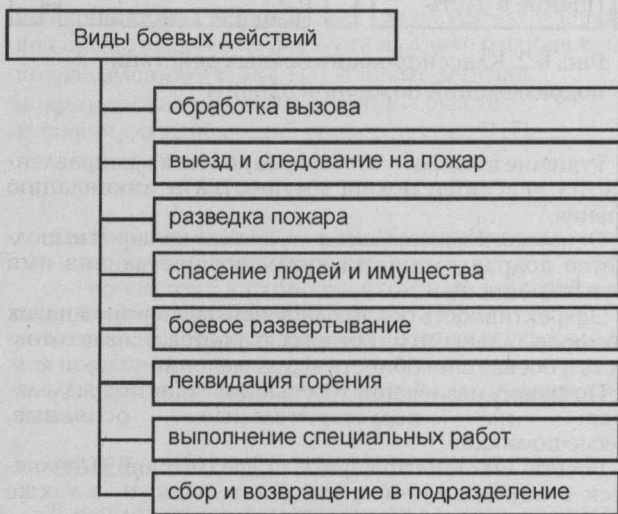 Виды боевых действий
обработка вызова
выезд и следование на пожар
разведка пожара
спасение людей и имущества
боевое развертывание
леквидация горения
выполнение специальных работ
сбор и возвращение в подразделение